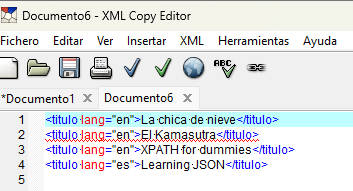 Documento6 - XML Copy Editor
Fichero Editar Ver Insertar XML Herramientas Ayuda
ABC
*Documento1 Documento6
1 <titulo lang="en">La chica de nieve</titulo>
2 <titulo lang="en">El Kamasutra</titulo>
3 <titulo lang="en">XPATH for dummies</titulo>
4 <titulo lang="es">Learning JSON</titulo>